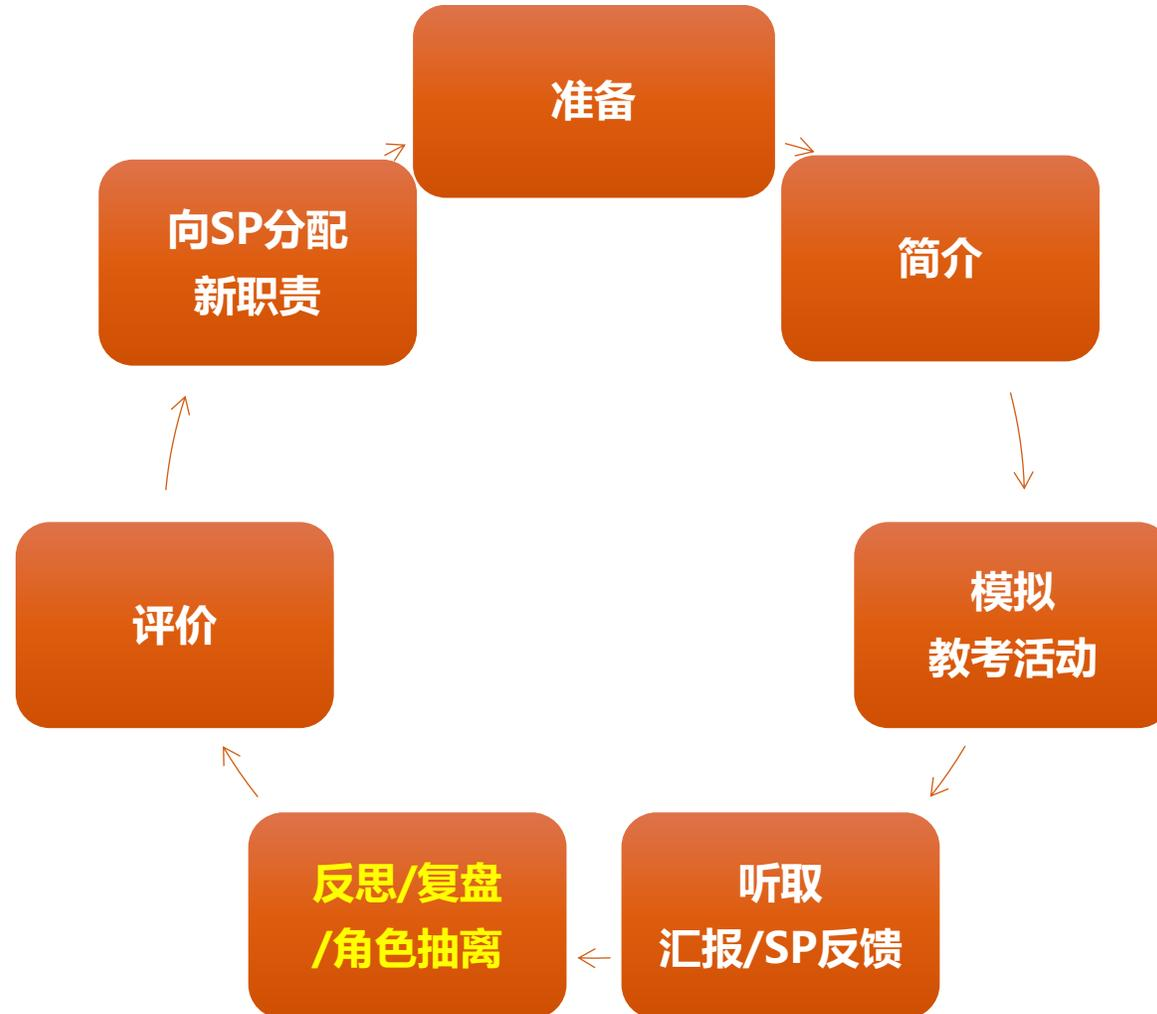 准备
简介
模拟
教考活动
听取
汇报/SP反馈
反思/复盘
/角色抽离
评价
向SP分配
新职责